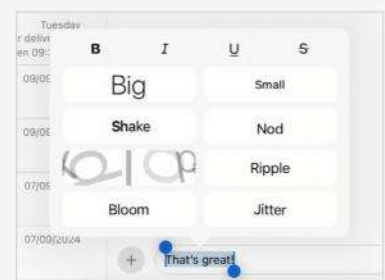 Tuesday
r delive
en 09:
B I U S
09/09
Big Small
09/09
Shake Nod
Ripple
07/09
Bloom Jitter
07/09/2024
+ That's great!